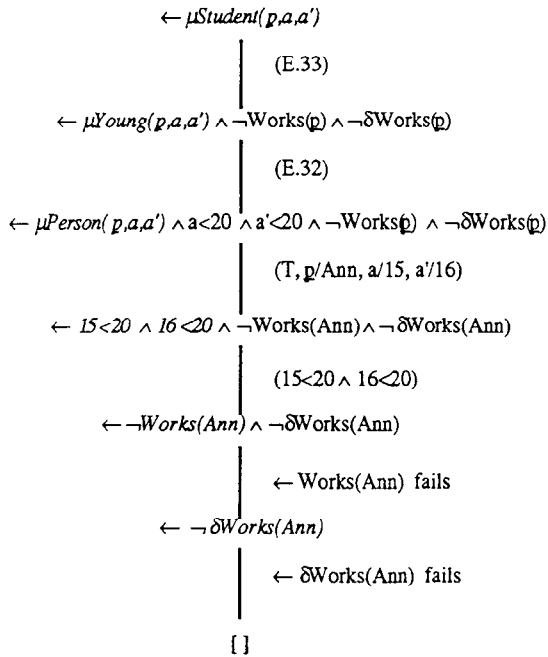 ← μStudent(p,a,a')
(E.33)
← μYoung(p,a,a') ∧ ¬Works(p) ∧ ¬δWorks(p)
(E.32)
← μPerson(p,a,a') ∧ a<20 ∧ a'<20 ∧ ¬Works(p) ∧ ¬δWorks(p)
(T, p/Ann, a/15, a'/16)
← 15<20 ∧ 16<20 ∧ ¬Works(Ann) ∧ ¬δWorks(Ann)
(15<20 ∧ 16<20)
← ¬Works(Ann) ∧ ¬δWorks(Ann)
← Works(Ann) fails
← ¬δWorks(Ann)
← δWorks(Ann) fails
[ ]